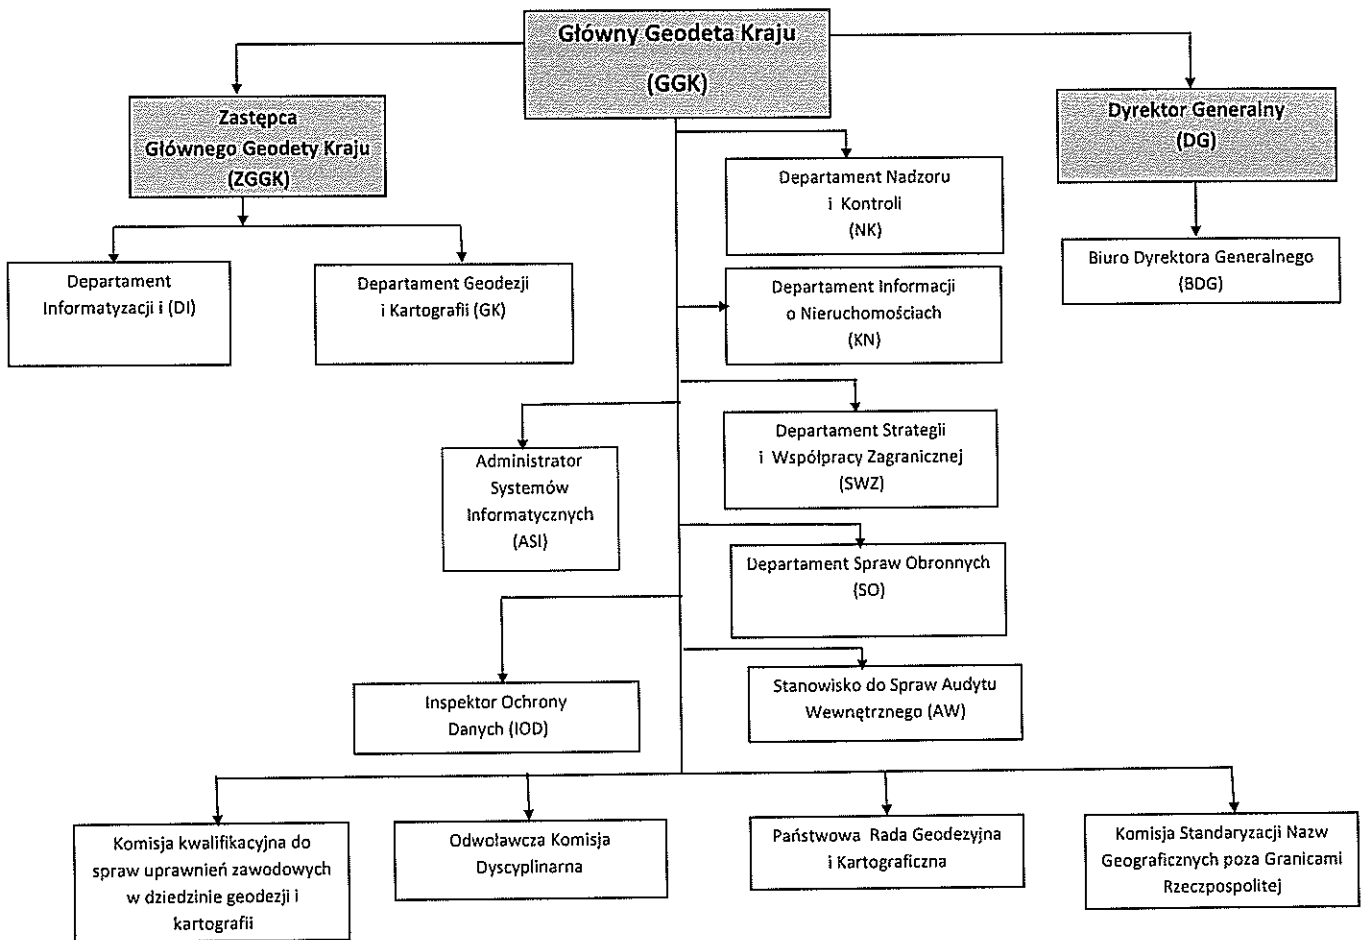 Główny Geodeta Kraju
(GGK)
Zastępca
Głównego Geodety Kraju
(ZGGK)
Dyrektor Generalny
(DG)
Departament Nadzoru
i Kontroli
(NK)
Departament
Informatyzacji i (DI)
Departament Geodezji
i Kartografii (GK)
Biuro Dyrektora Generalnego
(BDG)
Departament Informacji
o Nieruchomościach
(KN)
Departament Strategii
i Współpracy Zagranicznej
(SWZ)
Administrator
Systemów
Informatycznych
(ASI)
Departament Spraw Obronnych
(SO)
Inspektor Ochrony
Danych (IOD)
Stanowisko do Spraw Audytu
Wewnętrznego (AW)
Komisja kwalifikacyjna do
spraw uprawnień zawodowych
w dziedzinie geodezji i
kartografii
Odwoławcza Komisja
Dyscyplinarna
Państwowa Rada Geodezyjna
i Kartograficzna
Komisja Standaryzacji Nazw
Geograficznych poza Granicami
Rzeczpospolitej